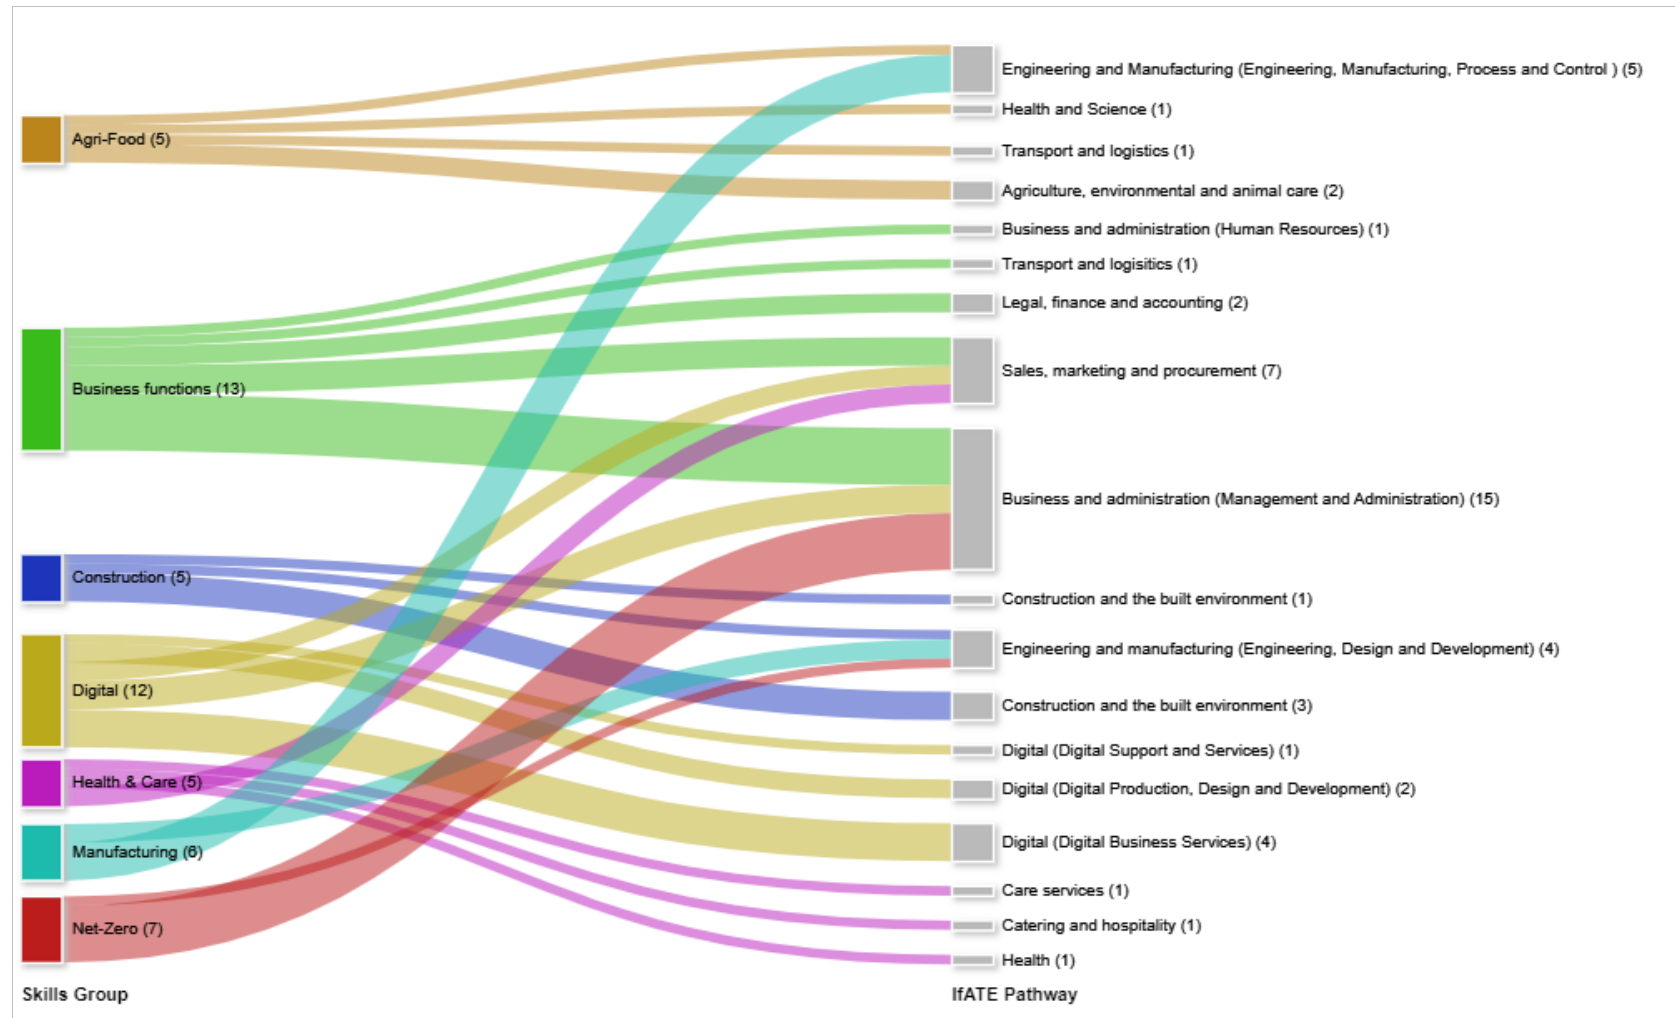 Agri-Food (5)
Business functions (13)
Construction (5)
Digital (12)
Health & Care (5)
Manufacturing (6)
Net-Zero (7)
Skills Group
Engineering and Manufacturing (Engineering, Manufacturing, Process and Control ) (5)
Health and Science (1)
Transport and logistics (1)
Agriculture, environmental and animal care (2)
Business and administration (Human Resources) (1)
Transport and logisitics (1)
Legal, finance and accounting (2)
Sales, marketing and procurement (7)
Business and administration (Management and Administration) (15)
Construction and the built environment (1)
Engineering and manufacturing (Engineering, Design and Development) (4)
Construction and the built environment (3)
Digital (Digital Support and Services) (1)
Digital (Digital Production, Design and Development) (2)
Digital (Digital Business Services) (4)
Care services (1)
Catering and hospitality (1)
Health (1)
IfATE Pathway